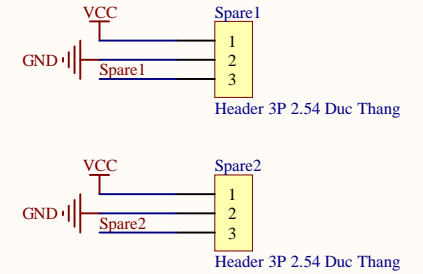 VCC
Spare1
1
GND
2
Spare1
3
Header 3P 2.54 Duc Thang
VCC
Spare2
1
GND
2
Spare2
3
Header 3P 2.54 Duc Thang